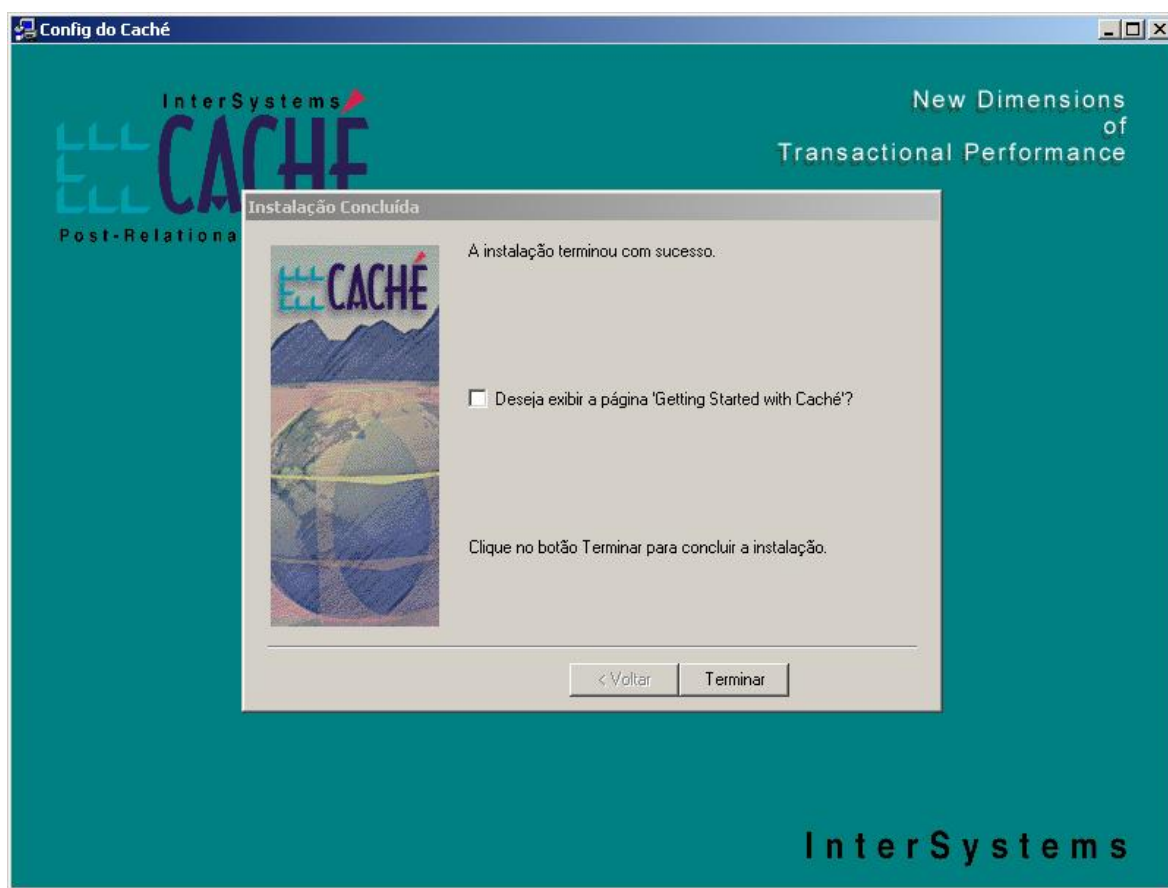 Config do Caché
InterSystems
CACHÉ
New Dimensions
of
Transactional Performance
Post-Relationa
Instalação Concluída
CACHÉ
A instalação terminou com sucesso.
Deseja exibir a página 'Getting Started with Caché'?
Clique no botão Terminar para concluir a instalação.
< Voltar
Terminar
InterSystems